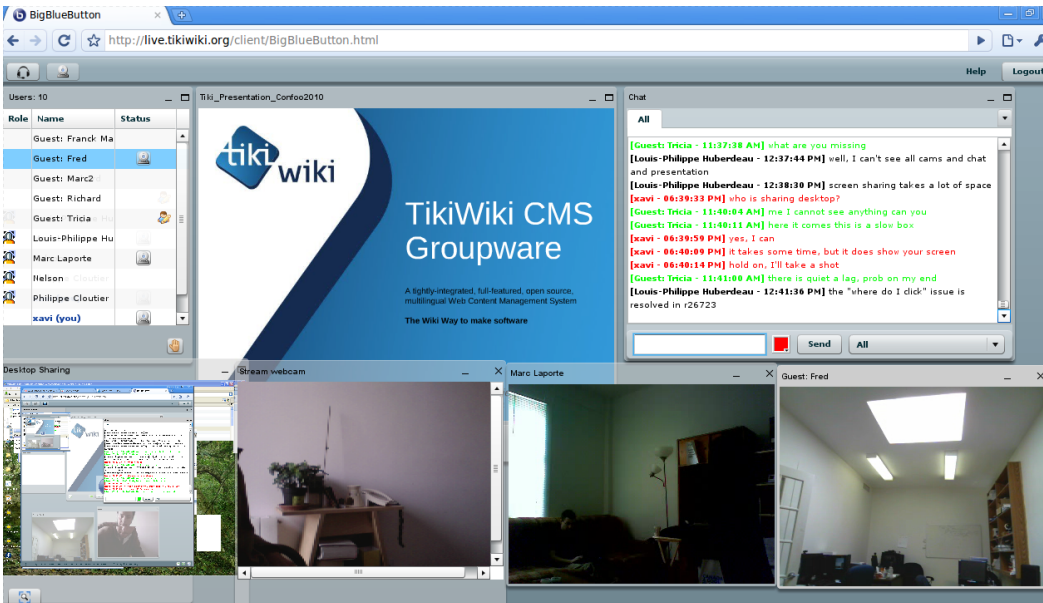 BigBlueButton
http://live.tikiwiki.org/client/BigBlueButton.html
Help
Logout
Users: 10
Role Name Status
Guest: Franck Ma
Guest: Fred
Guest: Marc2
Guest: Richard
Guest: Tricia
Louis-Philippe Hu
Marc Laporte
Nelson
Philippe Cloutier
xavi (you)
Tiki_Presentation_Confoo2010
tiki
wiki
TikiWiki CMS
Groupware
A tightly-integrated, full-featured, open source,
multilingual Web Content Management System
The Wiki Way to make software
Chat
All
[Guest: Tricia - 11:37:38 AM] what are you missing
[Louis-Philippe Huberdeau - 12:37:44 PM] well, I can't see all cams and chat
and presentation
[Louis-Philippe Huberdeau - 12:38:30 PM] screen sharing takes a lot of space
[xavi - 06:39:33 PM] who is sharing desktop?
[Guest: Tricia - 11:40:04 AM] me I cannot see anything can you
[Guest: Tricia - 11:40:11 AM] here it comes this is a slow box
[xavi - 06:39:59 PM] yes, I can
[xavi - 06:40:09 PM] it takes some time, but it does show your screen
[xavi - 06:40:14 PM] hold on, I'll take a shot
[Guest: Tricia - 11:41:00 AM] there is quiet a lag, prob on my end
[Louis-Philippe Huberdeau - 12:41:36 PM] the "where do I click" issue is
resolved in r26723
Send
All
Desktop Sharing
Stream webcam
Marc Laporte
Guest: Fred